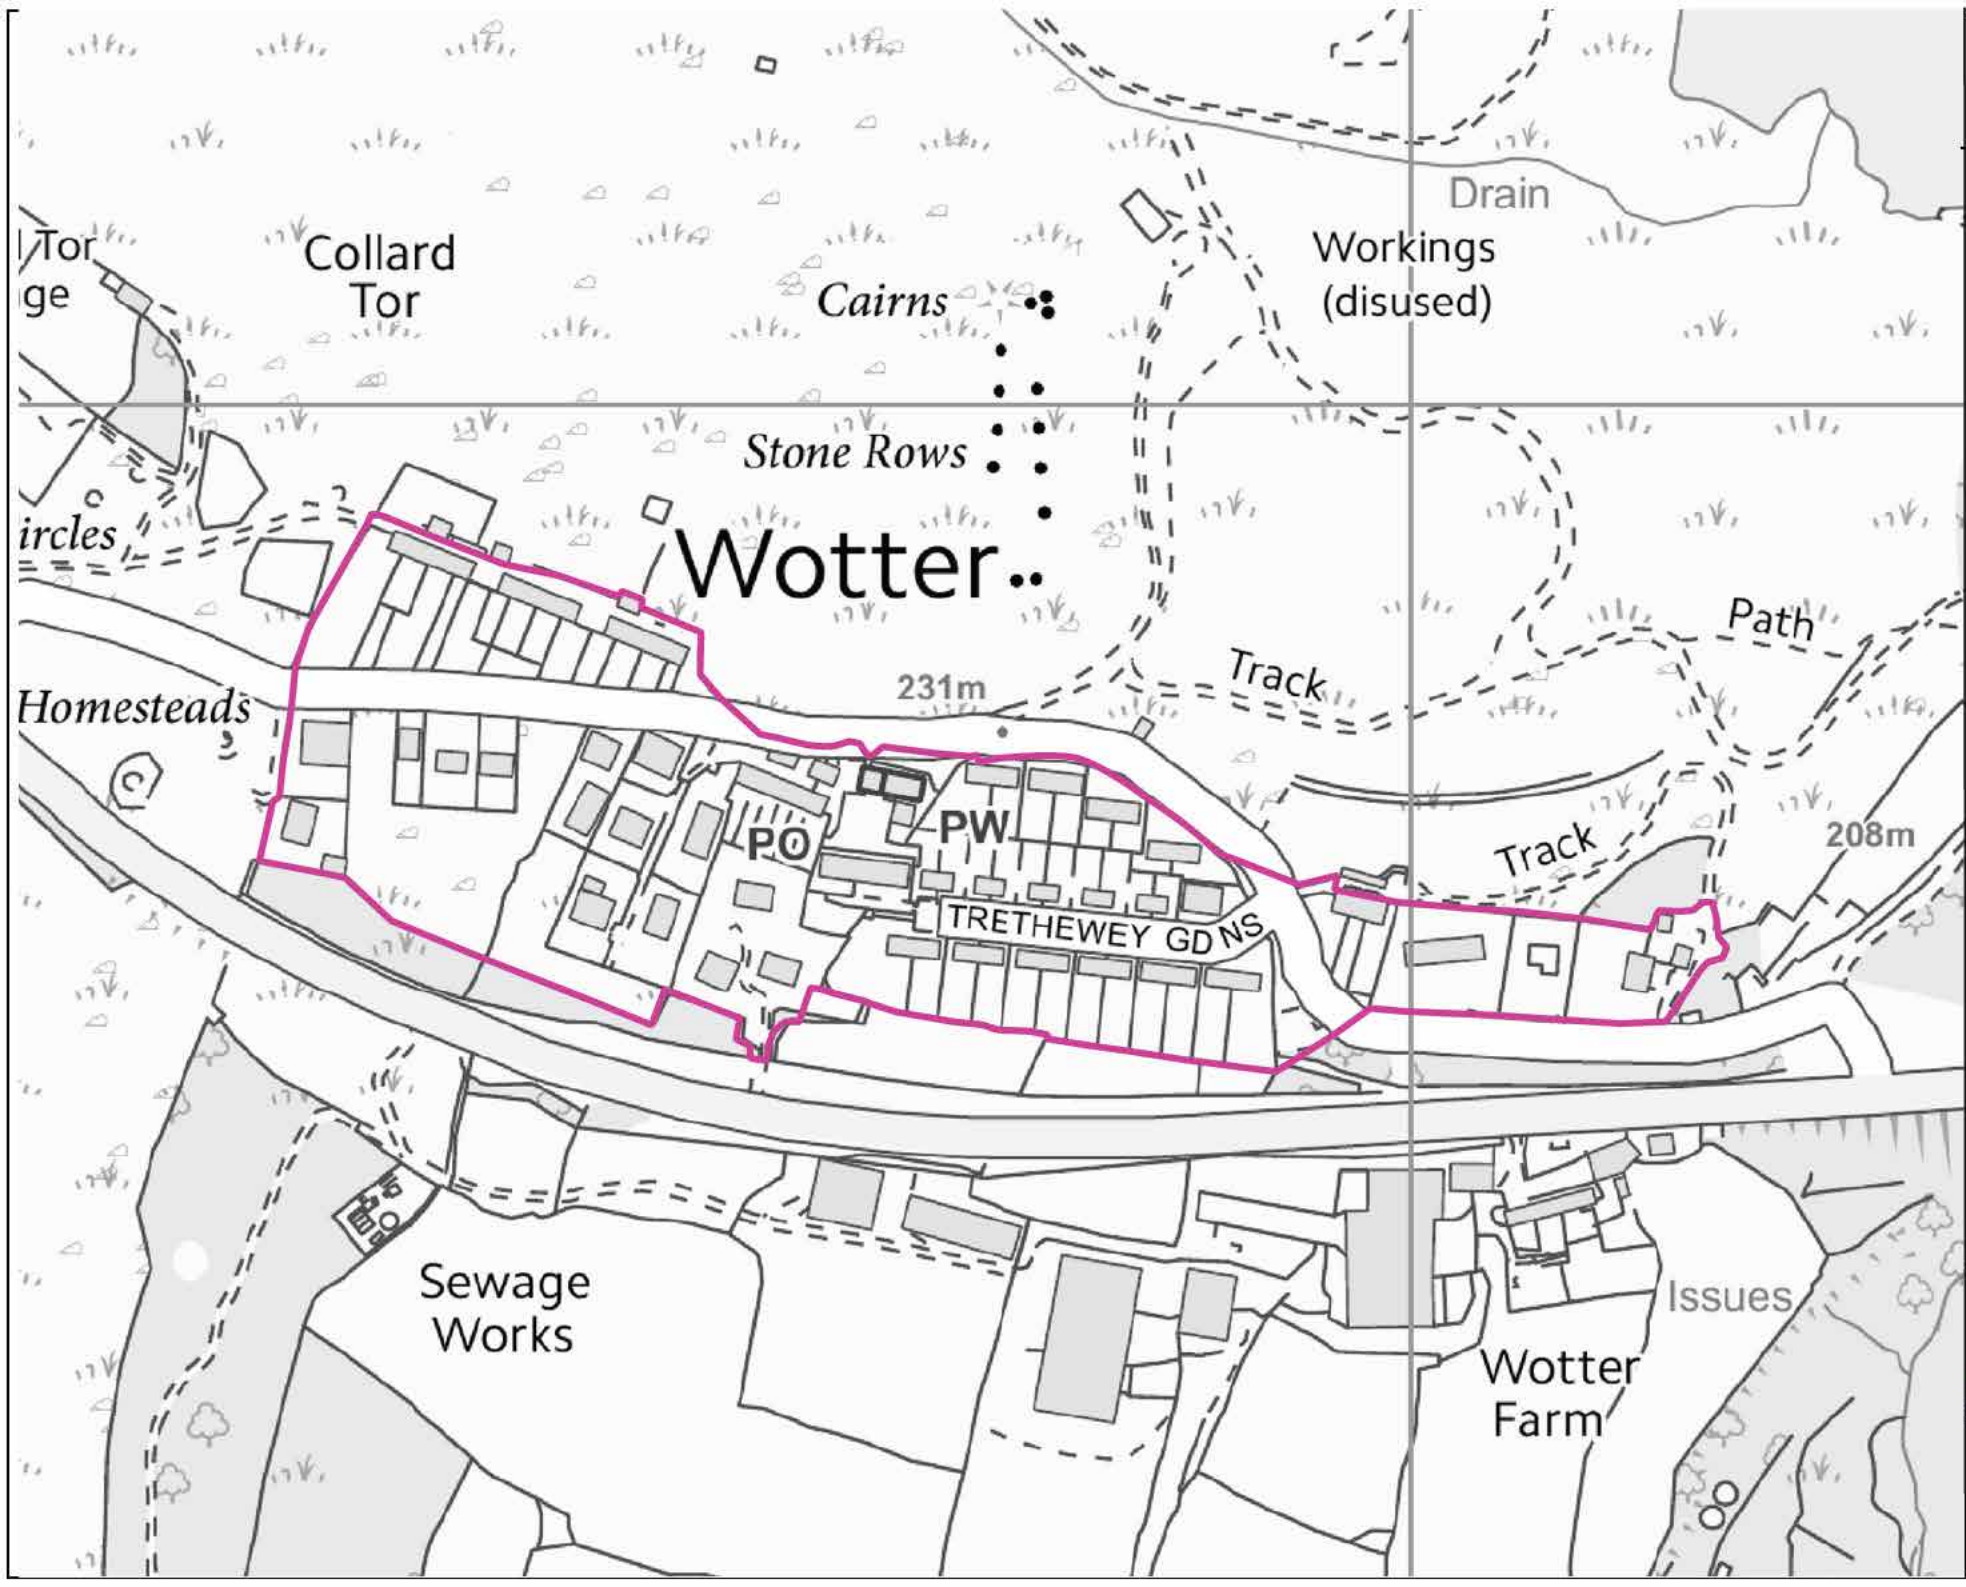 Drain
Tor
ge
Collard
Tor
Cairns
Workings
(disused)
Stone Rows
ircles
Wotter
Path
Homesteads
231m
Track
PO
PW
Track
208m
TRETHEWEY GDNS
Sewage
Works
Issues
Wotter
Farm